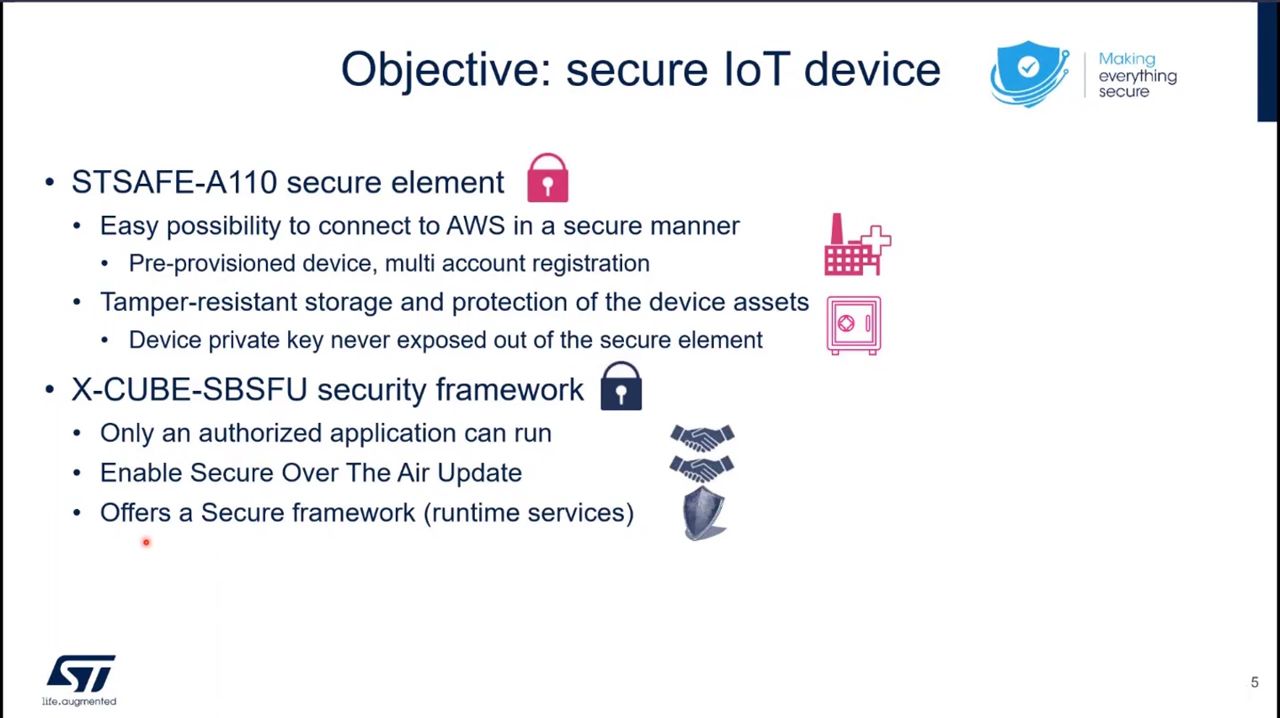 Objective: secure IoT device
Making
everything
secure
• STSAFE-A110 secure element
• Easy possibility to connect to AWS in a secure manner
• Pre-provisioned device, multi account registration
• Tamper-resistant storage and protection of the device assets
• Device private key never exposed out of the secure element
• X-CUBE-SBSFU security framework
• Only an authorized application can run
• Enable Secure Over The Air Update
• Offers a Secure framework (runtime services)
ST
life.augmented
5